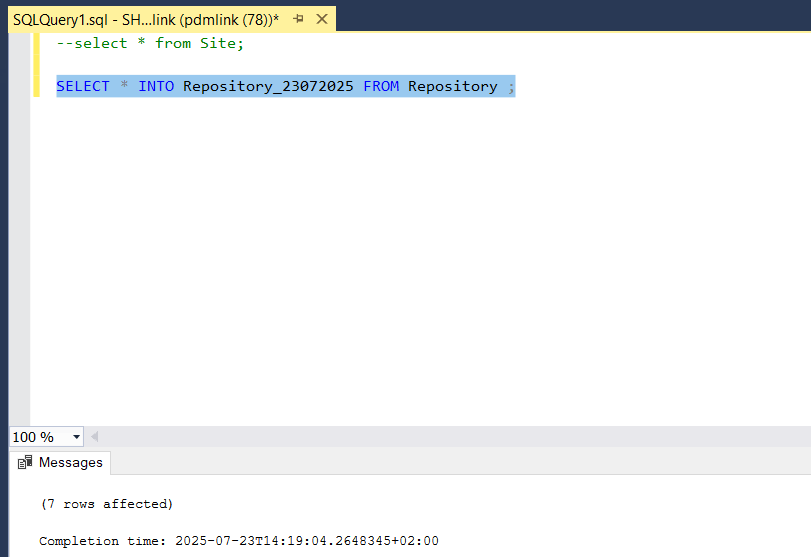 SQLQuery1.sql - SH...link (pdmlink (78))*
--select * from Site;
SELECT * INTO Repository_23072025 FROM Repository ;
100 %
Messages
(7 rows affected)
Completion time: 2025-07-23T14:19:04.2648345+02:00